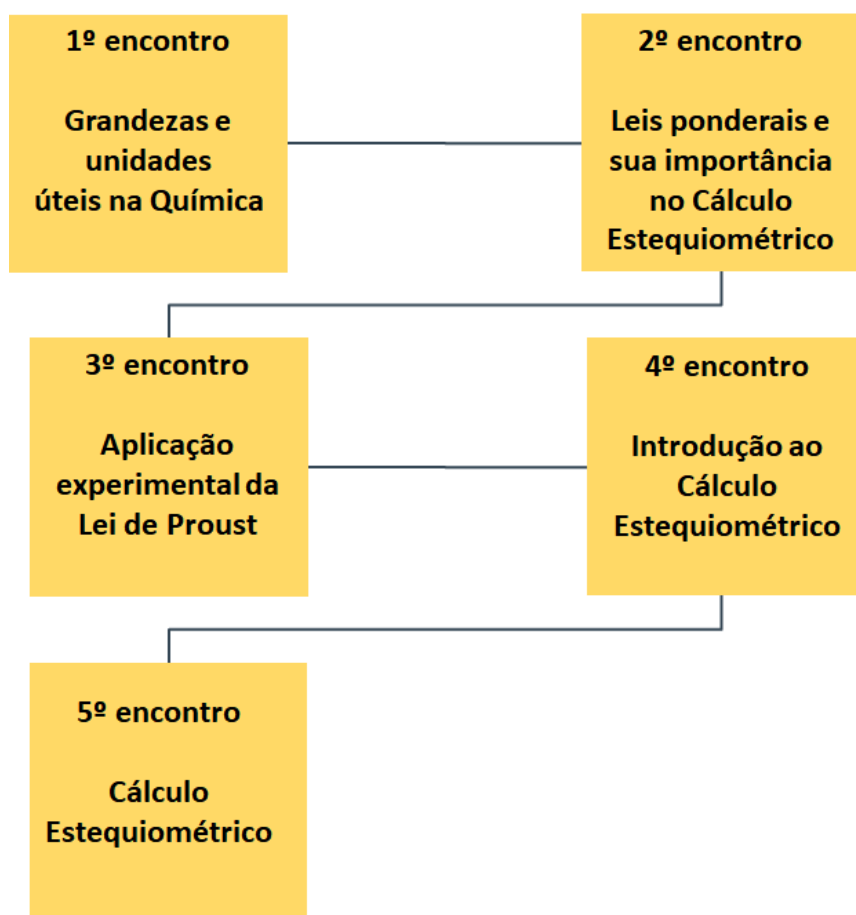 1º encontro
Grandezas e
unidades
úteis na Química
2º encontro
Leis ponderais e
sua importância
no Cálculo
Estequiométrico
3º encontro
Aplicação
experimental da
Lei de Proust
4º encontro
Introdução ao
Cálculo
Estequiométrico
5º encontro
Cálculo
Estequiométrico